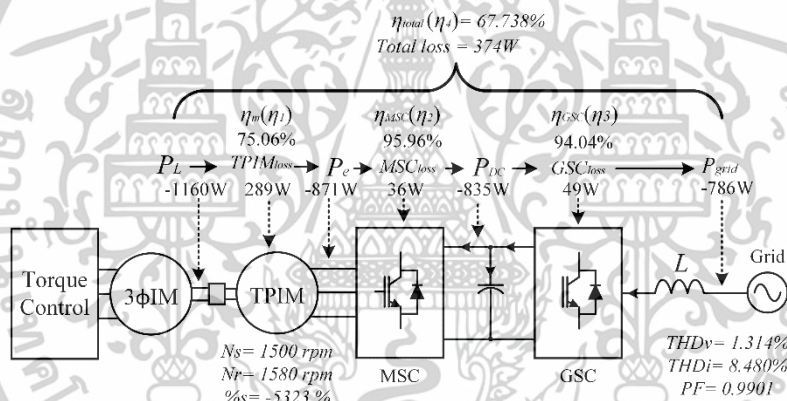 ηtotal(η4)= 67.738%
Total loss = 374W
ηm(η1) ηMSC(η2) ηGSC(η3)
75.06% 95.96% 94.04%
PL TPIMloss Pe MSCloss PDC GSCloss Pgrid
-1160W 289W -871W 36W -835W 49W -786W
Torque
Control
3ϕIM
TPIM
L
Grid
Ns= 1500 rpm
Nr= 1580 rpm
%s= -5323 %
MSC
GSC
THDv= 1.314%
THDi= 8.480%
PF= 0.9901